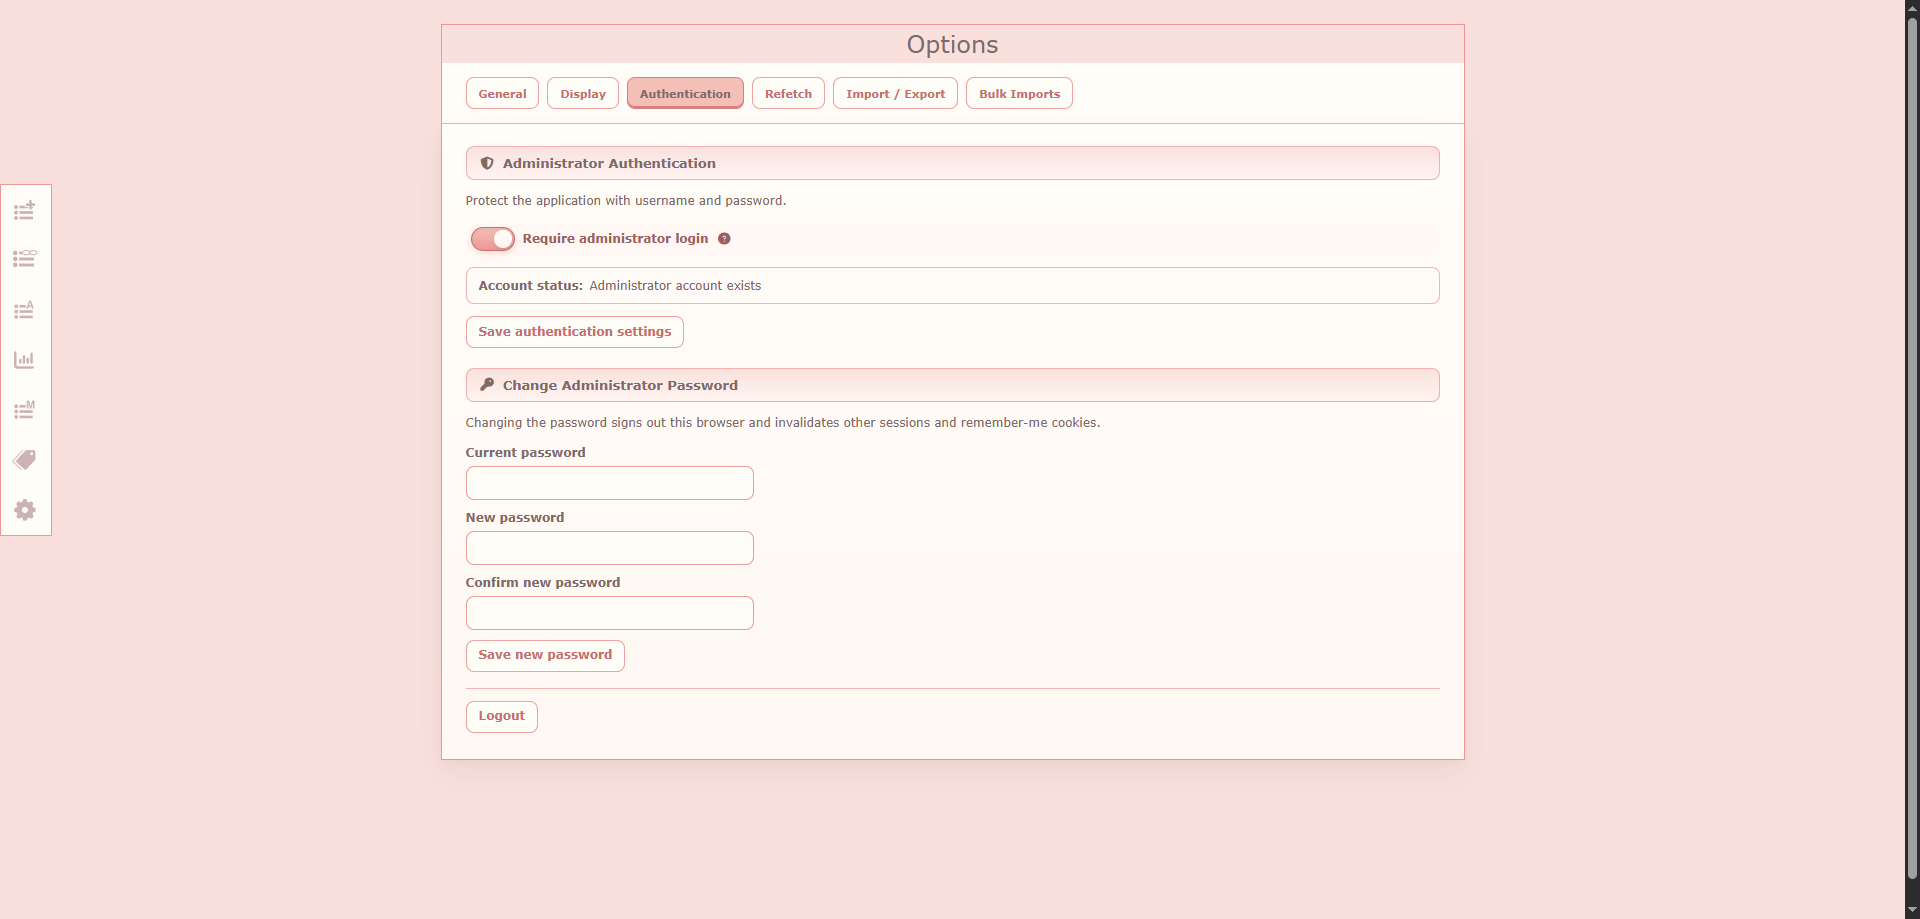 Options
General
Display
Authentication
Refetch
Import / Export
Bulk Imports
Administrator Authentication
Protect the application with username and password.
Require administrator login ?
Account status: Administrator account exists
Save authentication settings
Change Administrator Password
Changing the password signs out this browser and invalidates other sessions and remember-me cookies.
Current password
New password
Confirm new password
Save new password
Logout
A
M